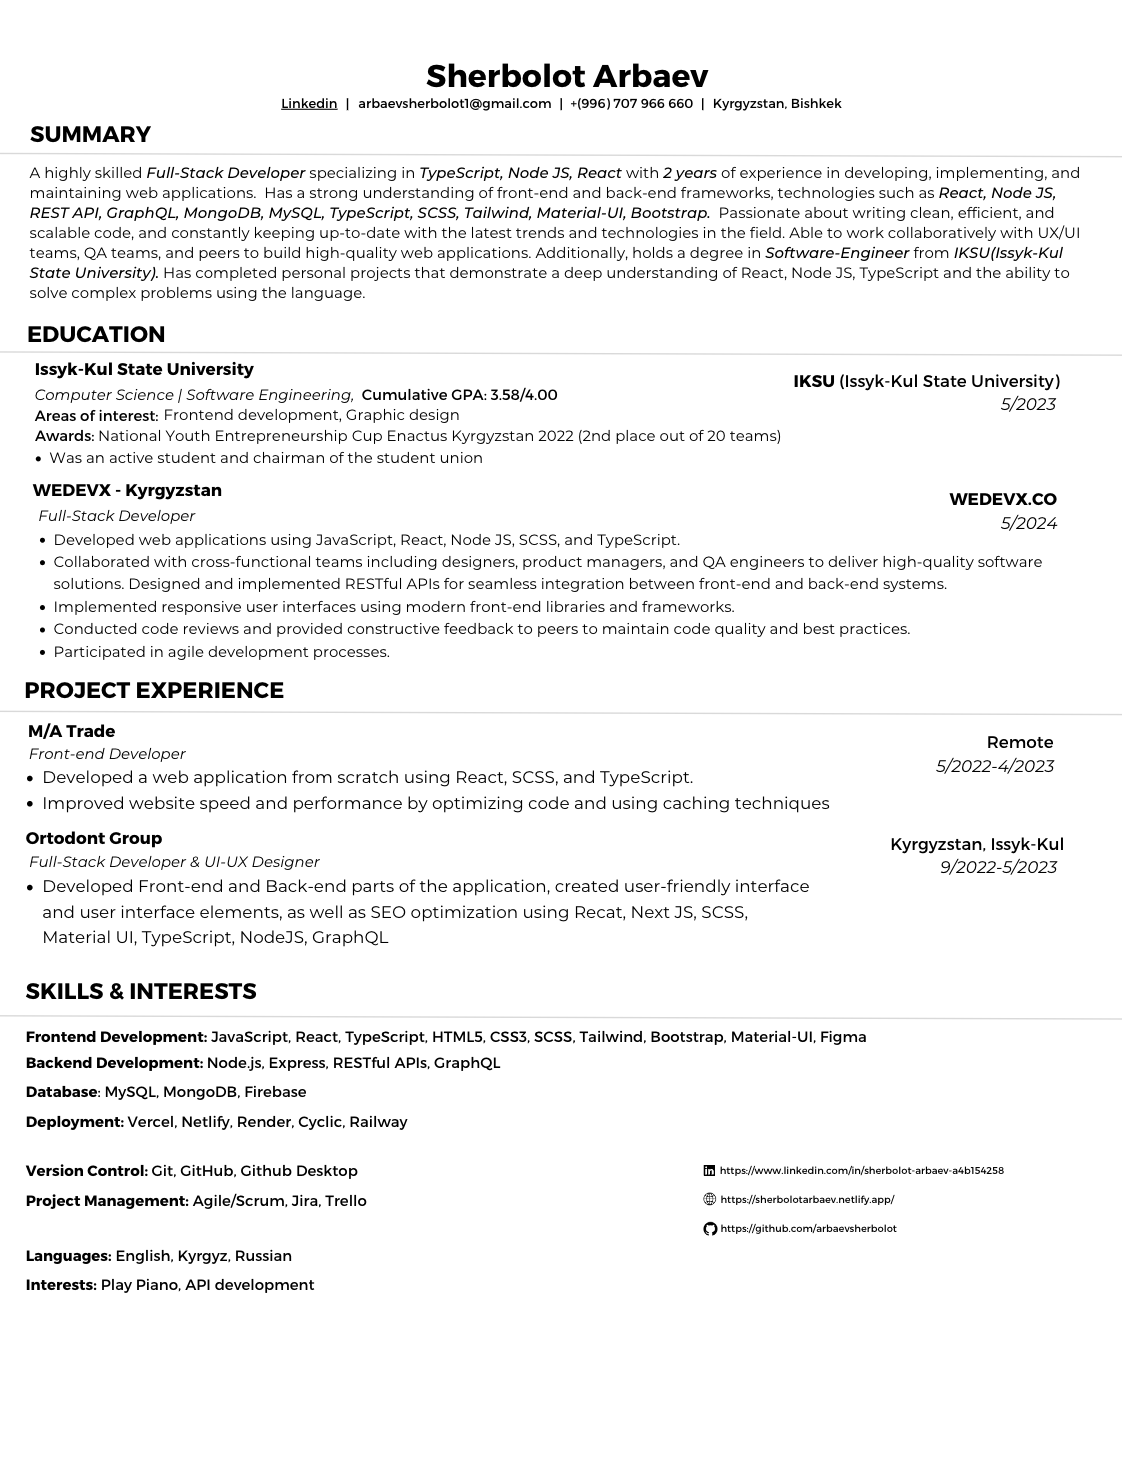 Sherbolot Arbaev
Linkedin | arbaevsherbolot1@gmail.com | +(996) 707 966 660 | Kyrgyzstan, Bishkek
SUMMARY
A highly skilled Full-Stack Developer specializing in TypeScript, Node JS, React with 2 years of experience in developing, implementing, and
maintaining web applications. Has a strong understanding of front-end and back-end frameworks, technologies such as React, Node JS,
REST API, GraphQL, MongoDB, MySQL, TypeScript, SCSS, Tailwind, Material-UI, Bootstrap. Passionate about writing clean, efficient, and
scalable code, and constantly keeping up-to-date with the latest trends and technologies in the field. Able to work collaboratively with UX/UI
teams, QA teams, and peers to build high-quality web applications. Additionally, holds a degree in Software-Engineer from IKSU(Issyk-Kul
State University). Has completed personal projects that demonstrate a deep understanding of React, Node JS, TypeScript and the ability to
solve complex problems using the language.
EDUCATION
Issyk-Kul State University
IKSU (Issyk-Kul State University)
Computer Science | Software Engineering, Cumulative GPA: 3.58/4.00
5/2023
Areas of interest: Frontend development, Graphic design
Awards: National Youth Entrepreneurship Cup Enactus Kyrgyzstan 2022 (2nd place out of 20 teams)
• Was an active student and chairman of the student union
WEDEVX - Kyrgyzstan
WEDEVX.CO
Full-Stack Developer
5/2024
• Developed web applications using JavaScript, React, Node JS, SCSS, and TypeScript.
• Collaborated with cross-functional teams including designers, product managers, and QA engineers to deliver high-quality software
solutions. Designed and implemented RESTful APIs for seamless integration between front-end and back-end systems.
• Implemented responsive user interfaces using modern front-end libraries and frameworks.
• Conducted code reviews and provided constructive feedback to peers to maintain code quality and best practices.
• Participated in agile development processes.
PROJECT EXPERIENCE
M/A Trade
Remote
Front-end Developer
5/2022-4/2023
• Developed a web application from scratch using React, SCSS, and TypeScript.
• Improved website speed and performance by optimizing code and using caching techniques
Ortodont Group
Kyrgyzstan, Issyk-Kul
Full-Stack Developer & UI-UX Designer
9/2022-5/2023
• Developed Front-end and Back-end parts of the application, created user-friendly interface
and user interface elements, as well as SEO optimization using Recat, Next JS, SCSS,
Material UI, TypeScript, NodeJS, GraphQL
SKILLS & INTERESTS
Frontend Development: JavaScript, React, TypeScript, HTML5, CSS3, SCSS, Tailwind, Bootstrap, Material-UI, Figma
Backend Development: Node.js, Express, RESTful APIs, GraphQL
Database: MySQL, MongoDB, Firebase
Deployment: Vercel, Netlify, Render, Cyclic, Railway
Version Control: Git, GitHub, Github Desktop
https://www.linkedin.com/in/sherbolot-arbaev-a4b154258
Project Management: Agile/Scrum, Jira, Trello
https://sherbolotarbaev.netlify.app/
https://github.com/arbaevsherbolot
Languages: English, Kyrgyz, Russian
Interests: Play Piano, API development